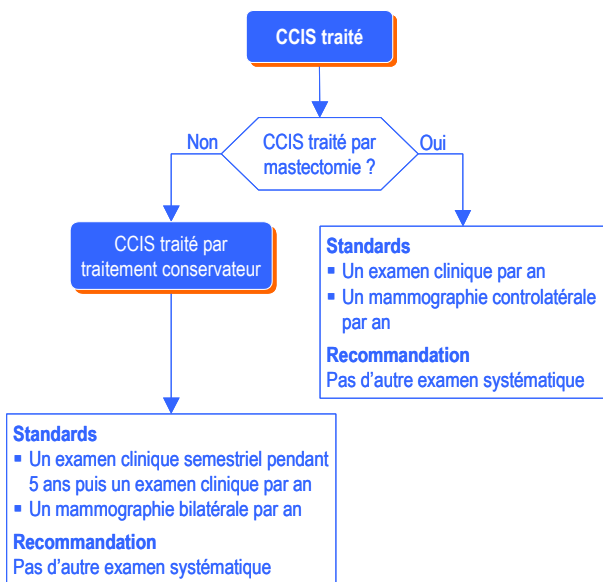 CCIS traité
Non
CCIS traité par
mastectomie ?
Oui
CCIS traité par
traitement conservateur
Standards
▪ Un examen clinique par an
▪ Un mammographie controlatérale
par an
Recommandation
Pas d’autre examen systématique
Standards
▪ Un examen clinique semestriel pendant
5 ans puis un examen clinique par an
▪ Un mammographie bilatérale par an
Recommandation
Pas d’autre examen systématique